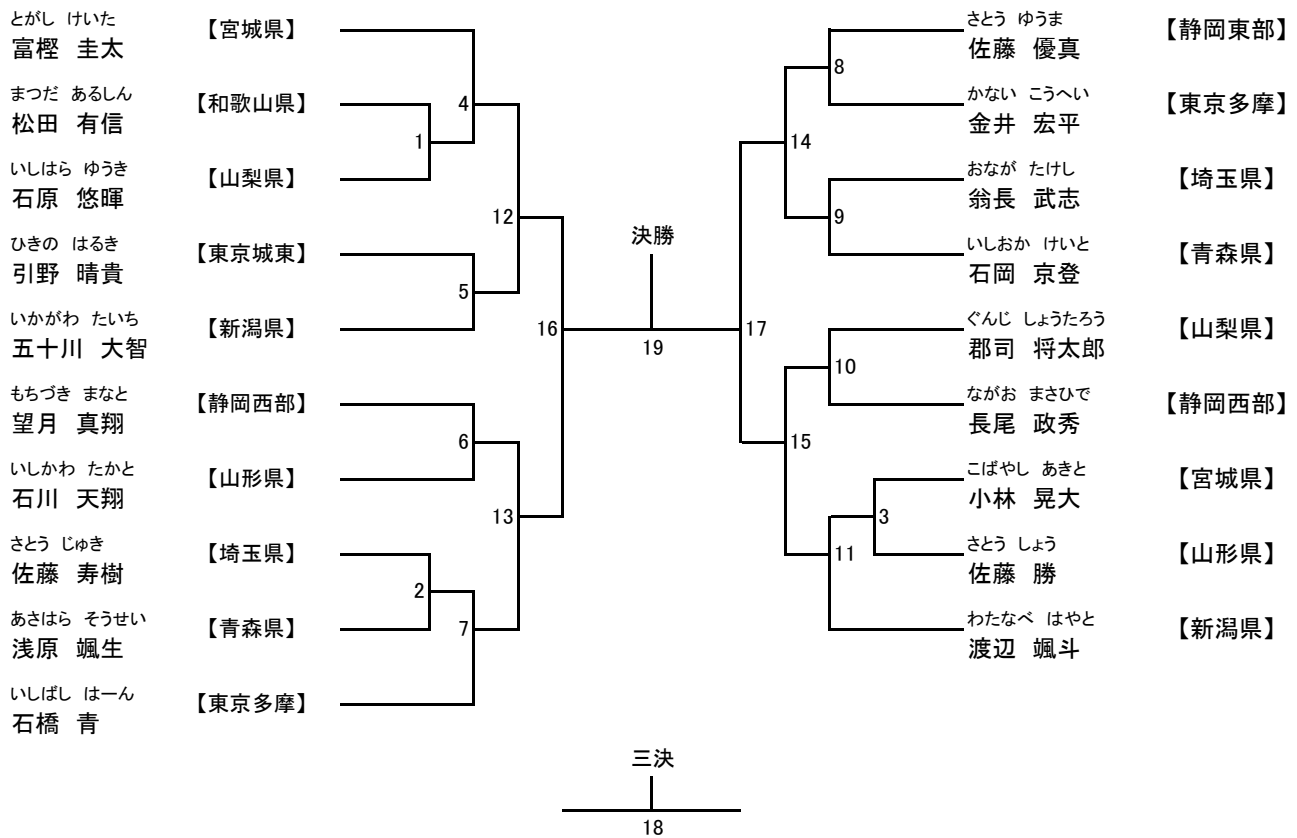 とがし けいた
富樫 圭太 【宮城県】
まつだ あるしん
松田 有信 【和歌山県】
いしはら ゆうき
石原 悠暉 【山梨県】
ひきの はるき
引野 晴貴 【東京城東】
いかがわ たいち
五十川 大智 【新潟県】
もちづき まなと
望月 真翔 【静岡西部】
いしかわ たかと
石川 天翔 【山形県】
さとう じゅき
佐藤 寿樹 【埼玉県】
あさはら そうせい
浅原 颯生 【青森県】
いしばし はーん
石橋 青 【東京多摩】
1
2
4
5
6
7
12
13
16
決勝
19
17
14
15
8
9
10
11
3
さとう ゆうま
佐藤 優真 【静岡東部】
かない こうへい
金井 宏平 【東京多摩】
おなが たけし
翁長 武志 【埼玉県】
いしおか けいと
石岡 京登 【青森県】
ぐんじ しょうたろう
郡司 将太郎 【山梨県】
ながお まさひで
長尾 政秀 【静岡西部】
こばやし あきと
小林 晃大 【宮城県】
さとう しょう
佐藤 勝 【山形県】
わたなべ はやと
渡辺 颯斗 【新潟県】
三決
18